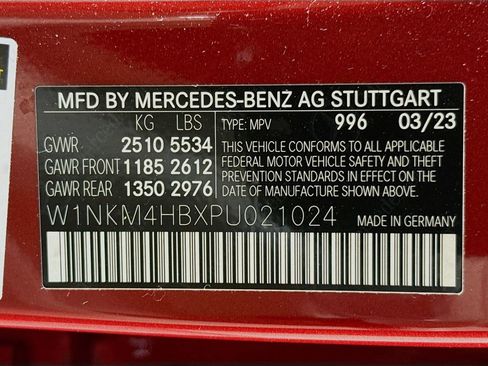 MFD BY MERCEDES-BENZ AG STUTTGART
KG LBS TYPE: MPV 996 03/23
GVWR 2510 5534
GAWR FRONT 1185 2612
GAWR REAR 1350 2976
THIS VEHICLE CONFORMS TO ALL APPLICABLE
FEDERAL MOTOR VEHICLE SAFETY AND THEFT
PREVENTION STANDARDS IN EFFECT ON THE
DATE OF MANUFACTURE SHOWN ABOVE.
W1NKM4HBXPU021024 MADE IN GERMANY